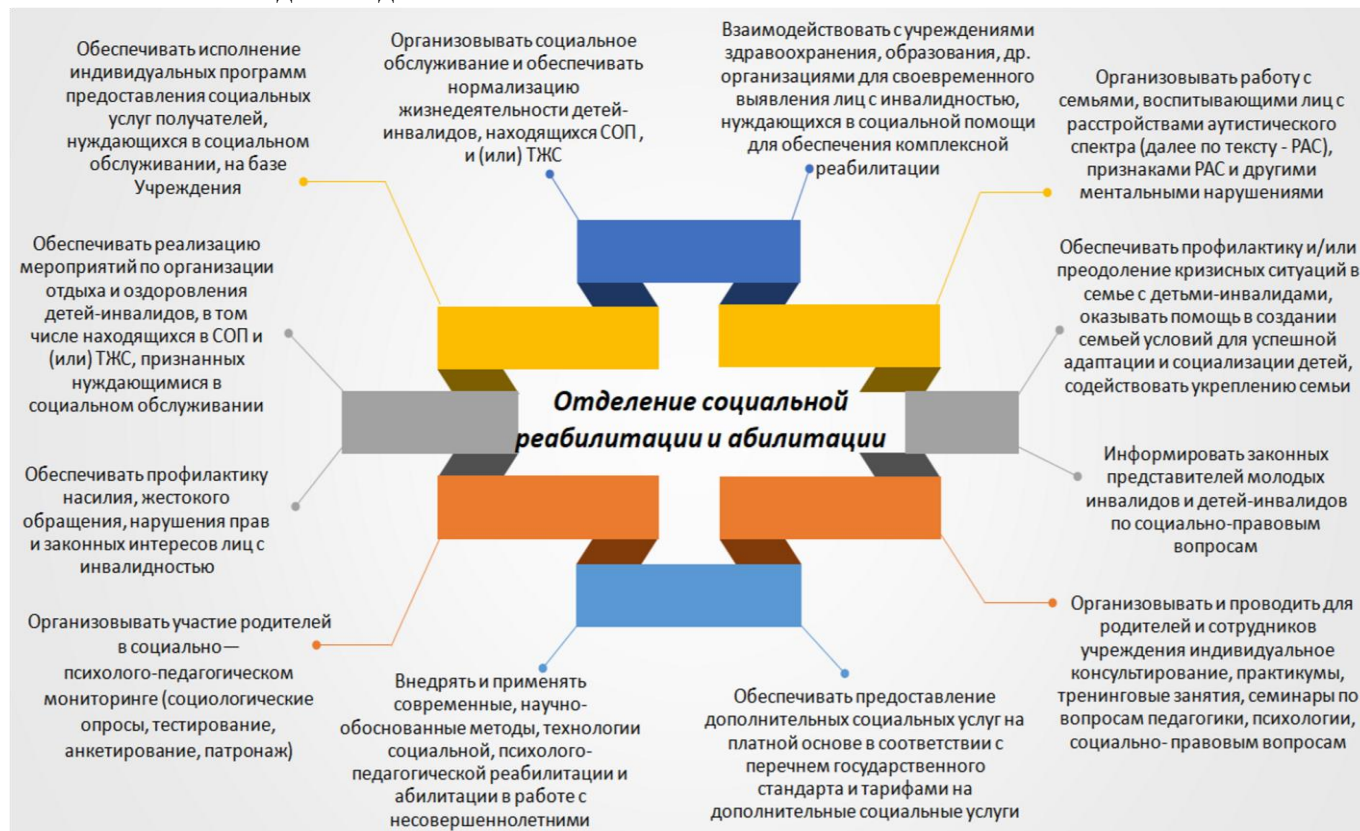 Обеспечивать исполнение
индивидуальных программ
предоставления социальных
услуг получателей,
нуждающихся в социальном
обслуживании, на базе
Учреждения
Организовывать социальное
обслуживание и обеспечивать
нормализацию
жизнедеятельности детей-
инвалидов, находящихся СОП ,
и (или) ТЖС
Взаимодействовать с учреждениями
здравоохранения, образования, др.
организациями для своевременного
выявления лиц с инвалидностью,
нуждающихся в социальной помощи
для обеспечения комплексной
реабилитации
Организовывать работу с
семьями, воспитывающими лиц с
расстройствами аутистического
спектра (далее по тексту - РАС),
признаками РАС и другими
ментальными нарушениями
Обеспечивать реализацию
мероприятий по организации
отдыха и оздоровления
детей-инвалидов, в том
числе находящихся в СОП и
(или) ТЖС, признанных
нуждающимися в
социальном обслуживании
Обеспечивать профилактику и/или
преодоление кризисных ситуаций в
семье с детьми-инвалидами,
оказывать помощь в создании
семьей условий для успешной
адаптации и социализации детей,
содействовать укреплению семьи
Отделение социальной
реабилитации и абилитации
Обеспечивать профилактику
насилия, жестокого
обращения, нарушения прав
и законных интересов лиц с
инвалидностью
Информировать законных
представителей молодых
инвалидов и детей-инвалидов
по социально-правовым
вопросам
Организовывать участие родителей
в социально—
психолого-педагогическом
мониторинге (социологические
опросы, тестирование,
анкетирование, патронаж)
Внедрять и применять
современные, научно-
обоснованные методы, технологии
социальной, психолого-
педагогической реабилитации и
абилитации в работе с
несовершеннолетними
Обеспечивать предоставление
дополнительных социальных услуг на
платной основе в соответствии с
перечнем государственного
стандарта и тарифами на
дополнительные социальные услуги
Организовывать и проводить для
родителей и сотрудников
учреждения индивидуальное
консультирование, практикумы,
тренинговые занятия, семинары по
вопросам педагогики, психологии,
социально- правовым вопросам